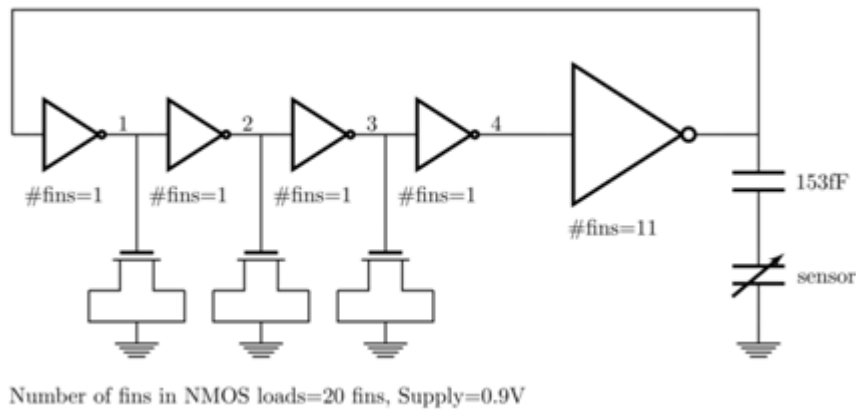 1 2 3 4
#fins=1 #fins=1 #fins=1 #fins=1
153fF
#fins=11
sensor
Number of fins in NMOS loads=20 fins, Supply=0.9V